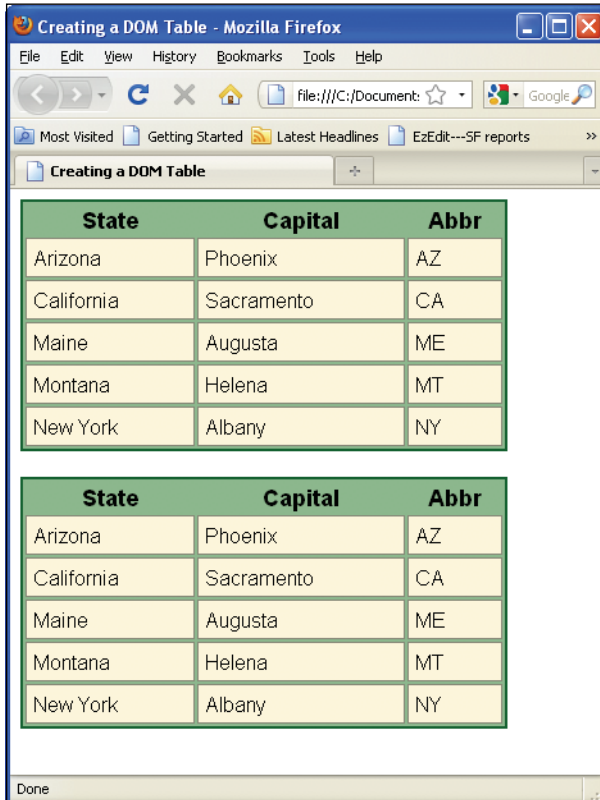 Creating a DOM Table - Mozilla Firefox
File Edit View History Bookmarks Tools Help
file:///C:/Document: Google
Most Visited Getting Started Latest Headlines EzEdit---SF reports »
Creating a DOM Table
State Capital Abbr
Arizona Phoenix AZ
California Sacramento CA
Maine Augusta ME
Montana Helena MT
New York Albany NY
State Capital Abbr
Arizona Phoenix AZ
California Sacramento CA
Maine Augusta ME
Montana Helena MT
New York Albany NY
Done